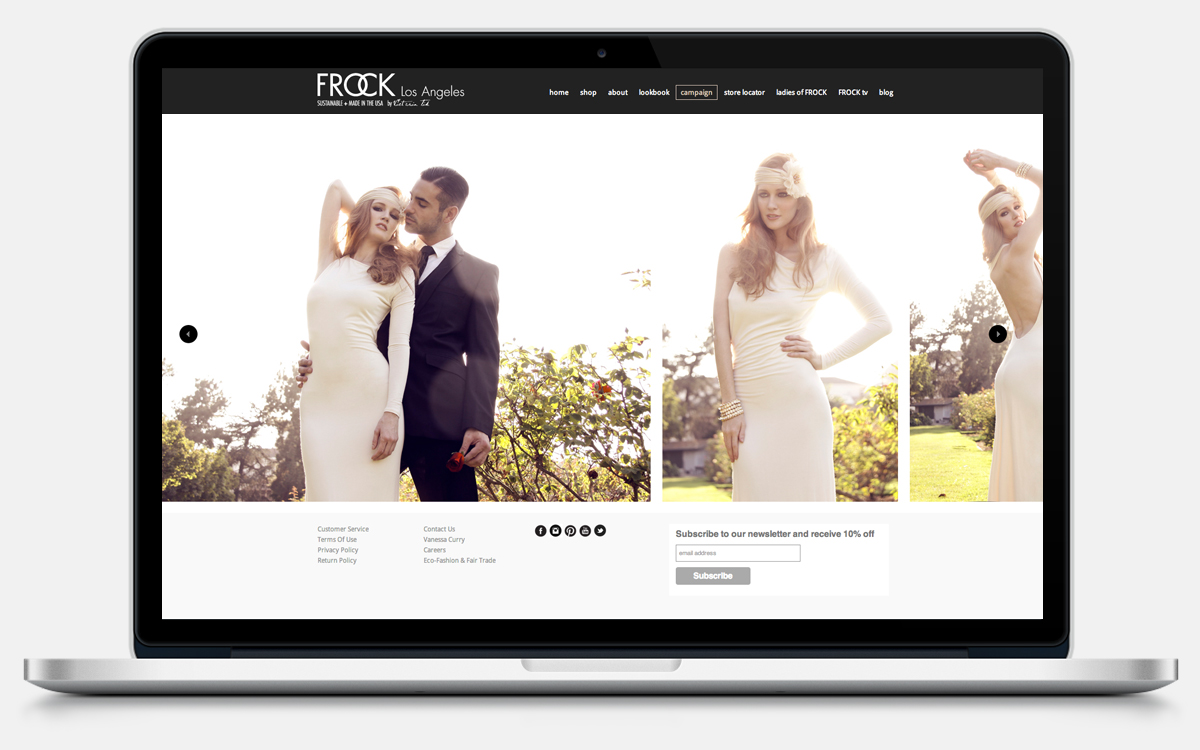 FROCK Los Angeles
SUSTAINABLE + MADE IN THE USA by
home shop about lookbook campaign store locator ladies of FROCK FROCK tv blog
Customer Service
Terms Of Use
Privacy Policy
Return Policy
Contact Us
Vanessa Curry
Careers
Eco-Fashion & Fair Trade
Subscribe to our newsletter and receive 10% off
email address
Subscribe